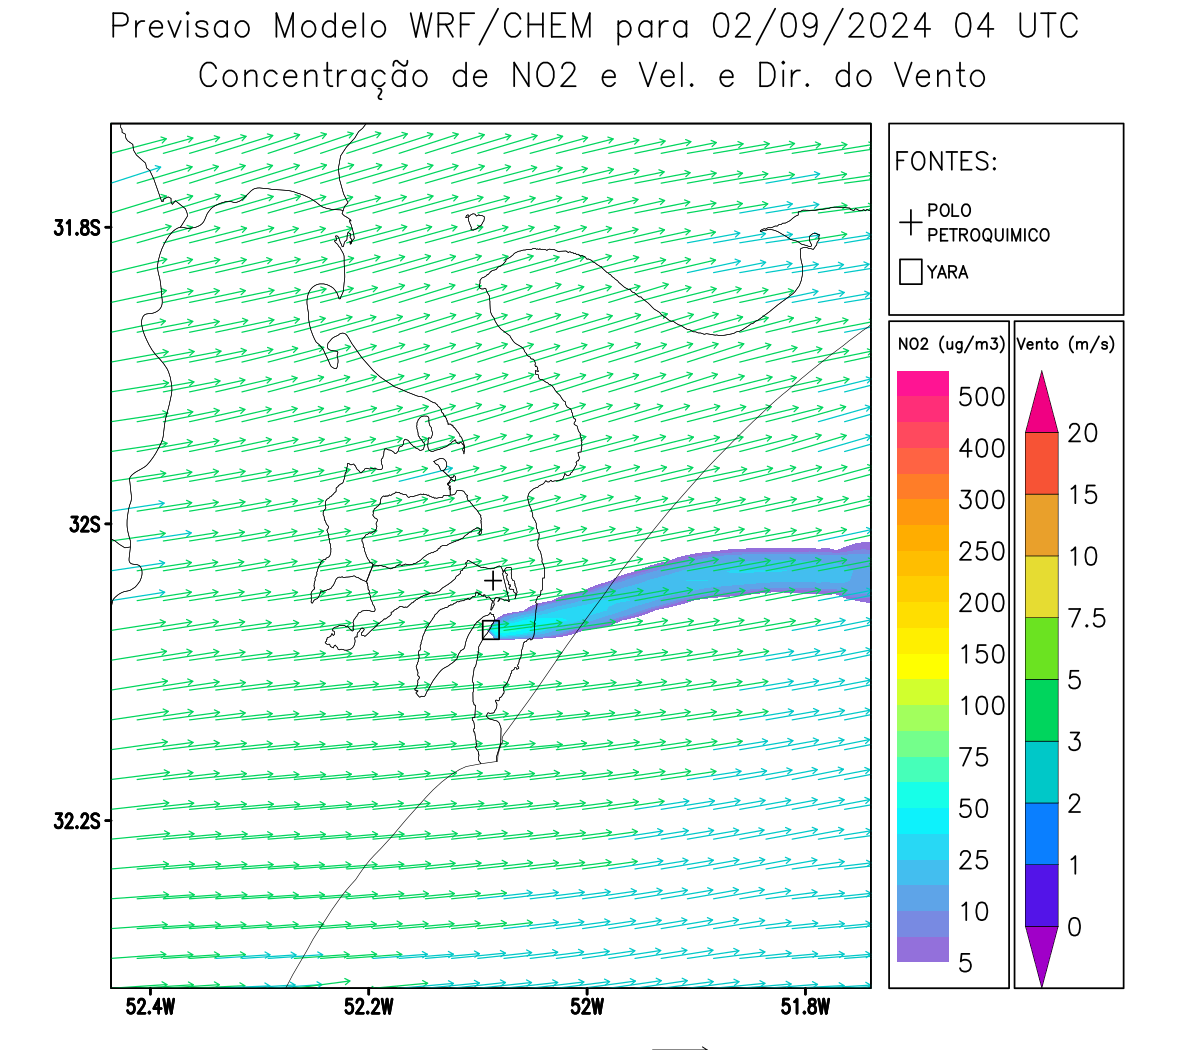 Previsao Modelo WRF/CHEM para 02/09/2024 04 UTC
Concentração de NO2 e Vel. e Dir. do Vento
FONTES:
POLO
PETROQUIMICO
YARA
31.8S
32S
32.2S
52.4W
52.2W
52W
51.8W
NO2 (ug/m3)
500
400
300
250
200
150
100
75
50
25
10
5
Vento (m/s)
20
15
10
7.5
5
3
2
1
0